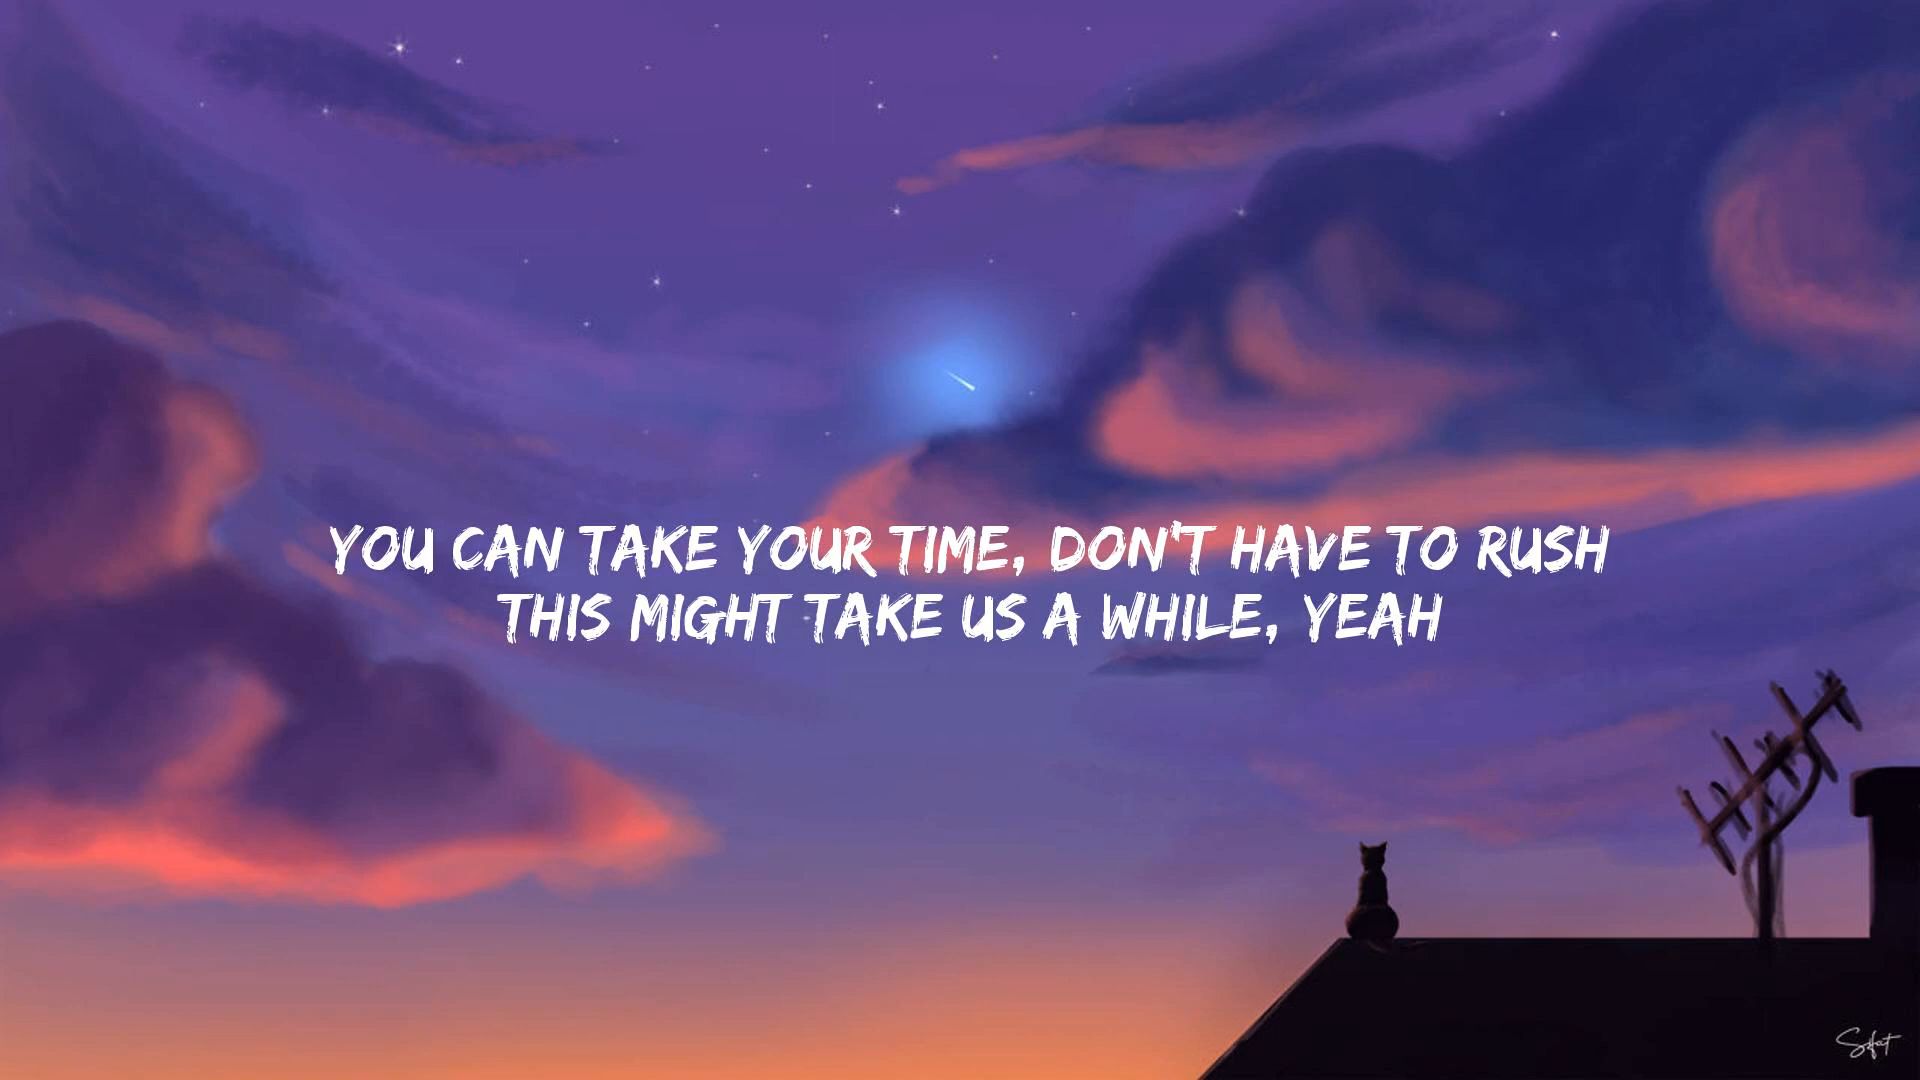 YOU CAN TAKE YOUR TIME, DON'T HAVE TO RUSH
THIS MIGHT TAKE US A WHILE, YEAH